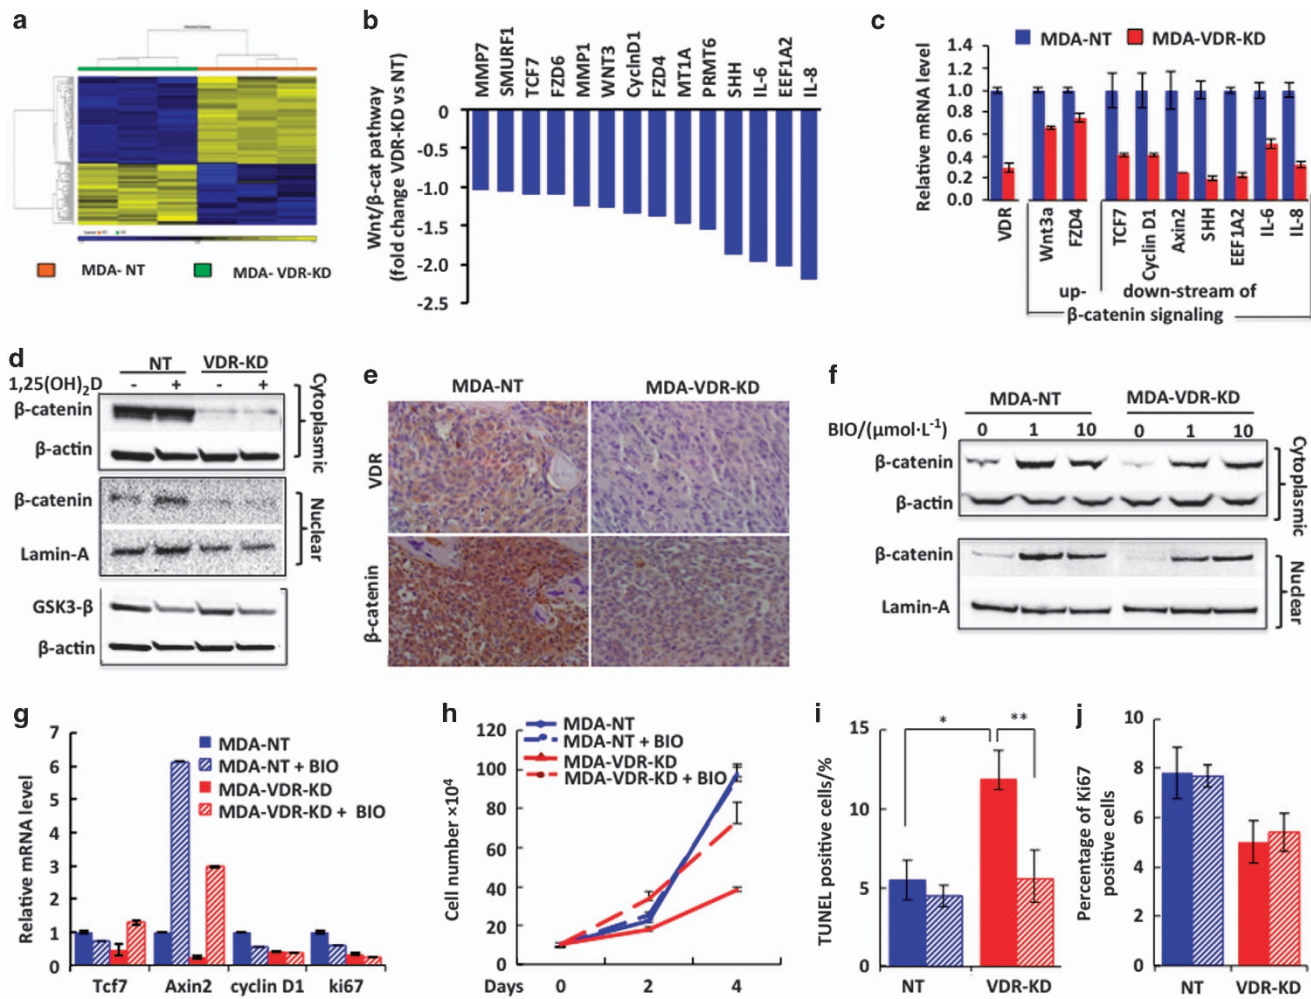 a
MDA- NT
MDA- VDR-KD
b
Wnt/β-cat pathway
(fold change VDR-KD vs NT)
MMP7
SMURF1
TCF7
FZD6
MMP1
WNT3
CyclnD1
FZD4
MT1A
PRMT6
SHH
IL-6
EEF1A2
IL-8
0
-0.5
-1.0
-1.5
-2.0
-2.5
c
MDA-NT
MDA-VDR-KD
Relative mRNA level
1.4
1.2
1.0
0.8
0.6
0.4
0.2
0.0
VDR
Wnt3a
FZD4
TCF7
Cyclin D1
Axin2
SHH
EEF1A2
IL-6
IL-8
up-
down-stream of
β-catenin signaling
d
NT
VDR-KD
1,25(OH)2D
- + - +
β-catenin
β-actin
Cytoplasmic
β-catenin
Lamin-A
Nuclear
GSK3-β
β-actin
e
MDA-NT
MDA-VDR-KD
VDR
β-catenin
f
MDA-NT
MDA-VDR-KD
BIO/(μmol·L-1) 0 1 10 0 1 10
β-catenin
β-actin
Cytoplasmic
β-catenin
Lamin-A
Nuclear
g
Relative mRNA level
7
6
5
4
3
2
1
0
MDA-NT
MDA-NT + BIO
MDA-VDR-KD
MDA-VDR-KD + BIO
Tcf7
Axin2
cyclin D1
ki67
h
Cell number ×104
120
100
80
60
40
20
0
MDA-NT
MDA-NT + BIO
MDA-VDR-KD
MDA-VDR-KD + BIO
Days 0 2 4
i
TUNEL positive cells/%
15
10
5
0
*
**
NT
VDR-KD
j
Percentage of Ki67
positive cells
10
8
6
4
2
0
NT
VDR-KD